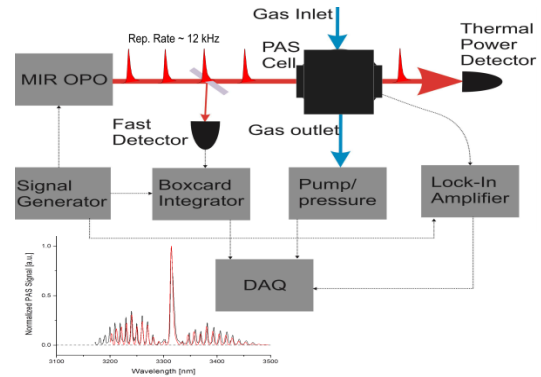 Rep. Rate ~ 12 kHz
Gas Inlet
Thermal
Power
Detector
PAS
Cell
MIR OPO
Fast
Detector
Gas outlet
Signal
Generator
Boxcard
Integrator
Pump/
pressure
Lock-In
Amplifier
DAQ
Normalized PAS Signal [a.u.]
1.0
0.5
0.0
3100
3200
3300
3400
3500
Wavelength [nm]